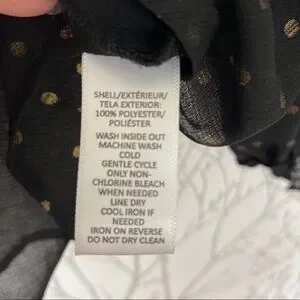 SHELL/EXTÉRIEUR/
TELA EXTERIOR:
100% POLYESTER/
POLIÉSTER
WASH INSIDE OUT
MACHINE WASH
COLD
GENTLE CYCLE
ONLY NON-
CHLORINE BLEACH
WHEN NEEDED
LINE DRY
COOL IRON IF
NEEDED
IRON ON REVERSE
DO NOT DRY CLEAN